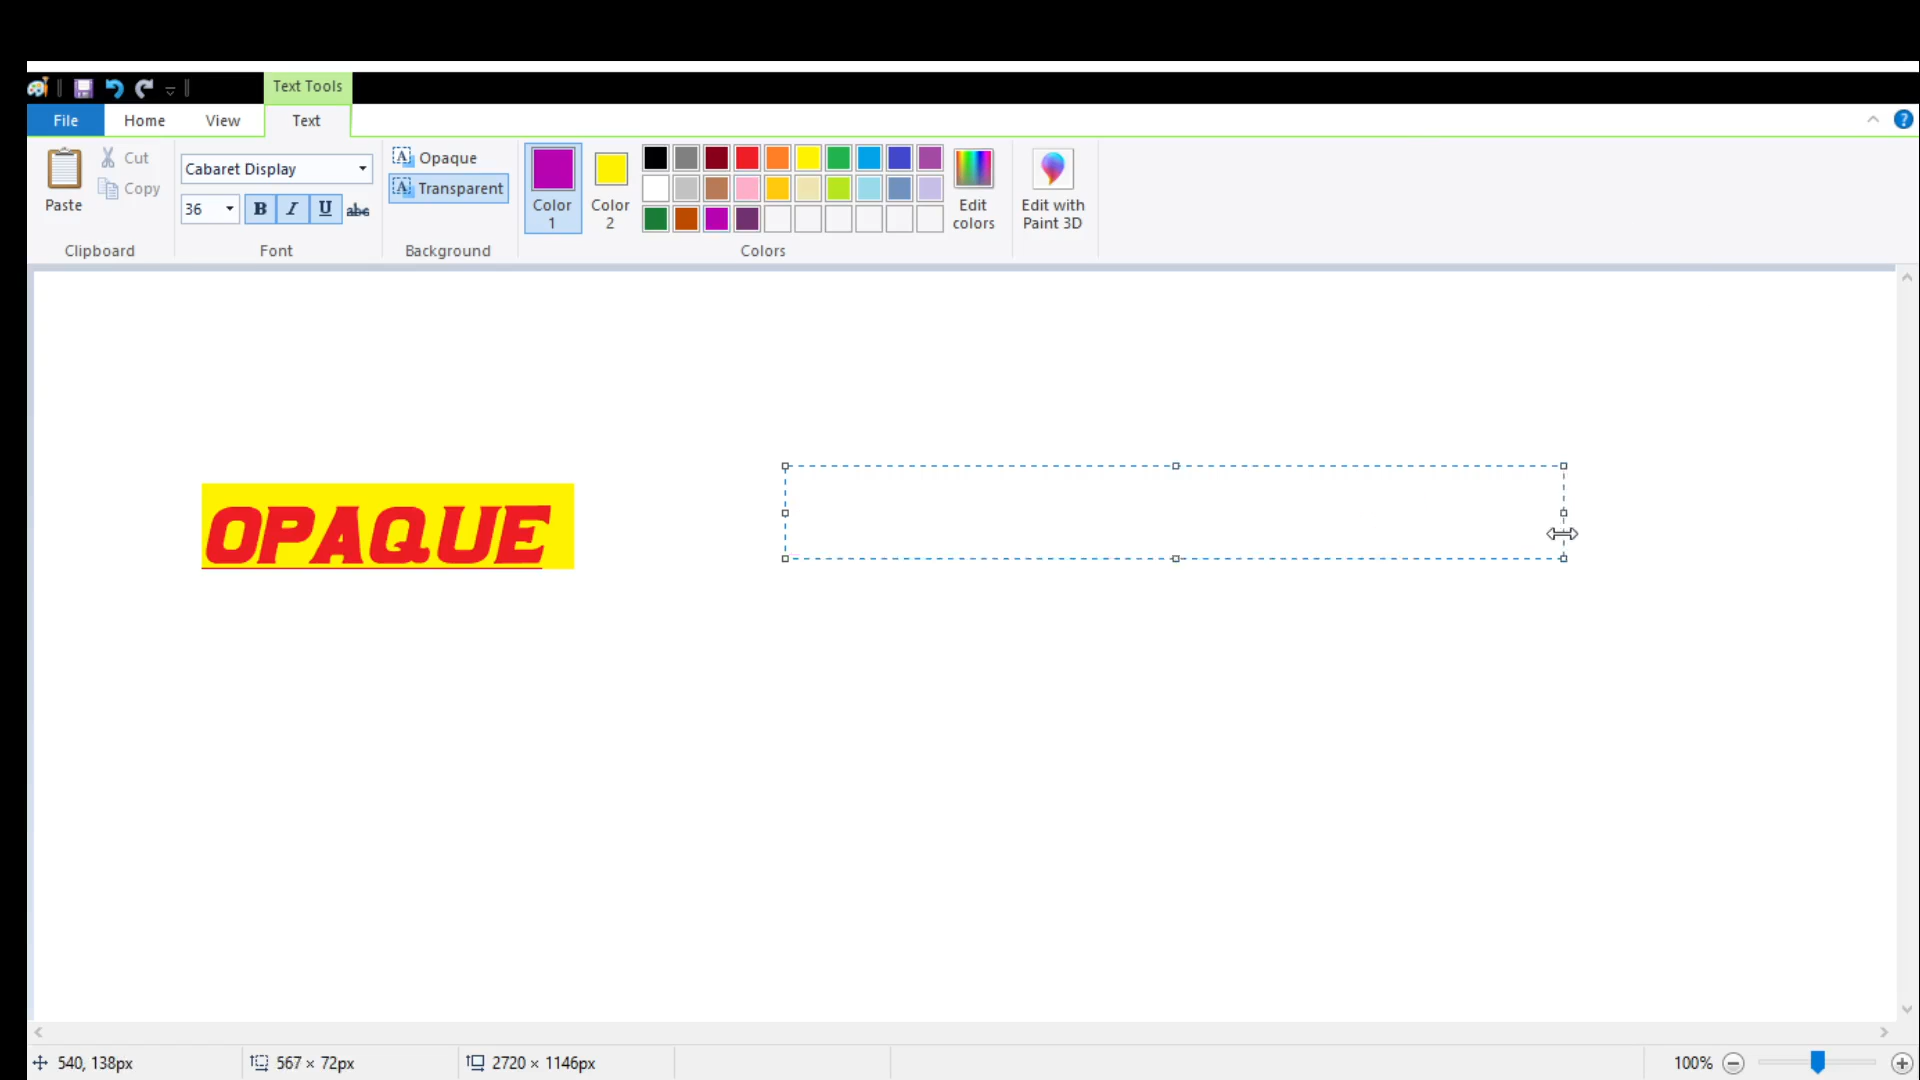 Text Tools
File Home View Text
Paste Cut Copy Clipboard
Cabaret Display
36 B I U abc
Font
Opaque
Transparent
Background
Color 1
Color 2
Edit colors
Colors
Edit with Paint 3D
OPAQUE
540, 138px 567 × 72px 2720 × 1146px 100%